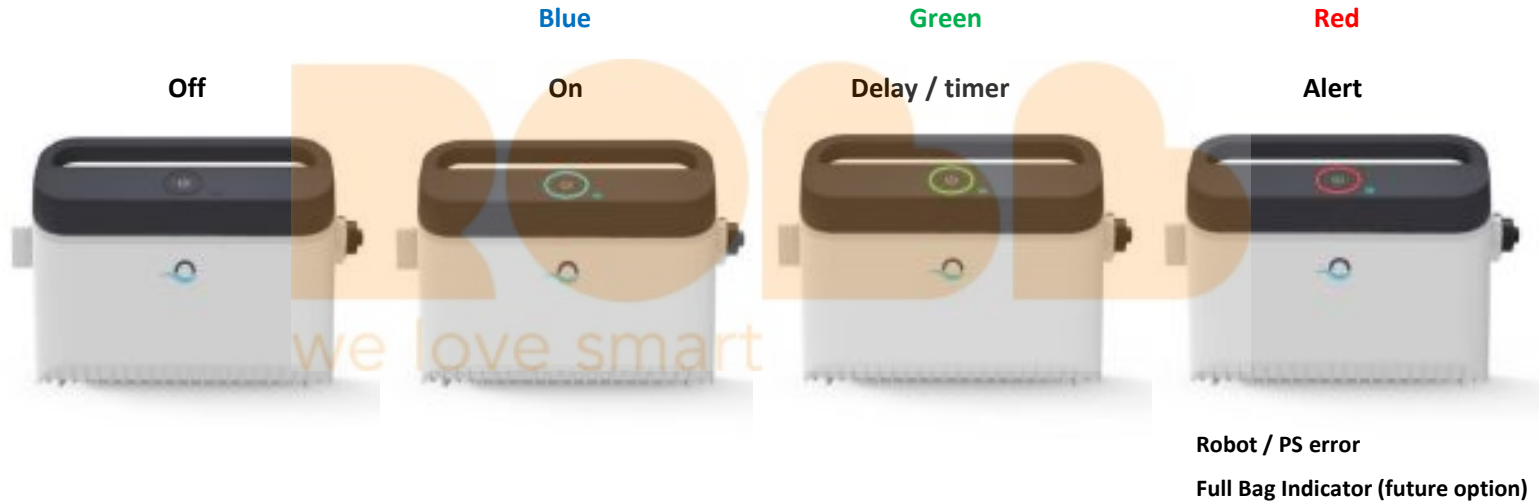 Blue
Green
Red
Off
On
Delay / timer
Alert
ROBB
we love smart
Robot / PS error
Full Bag Indicator (future option)